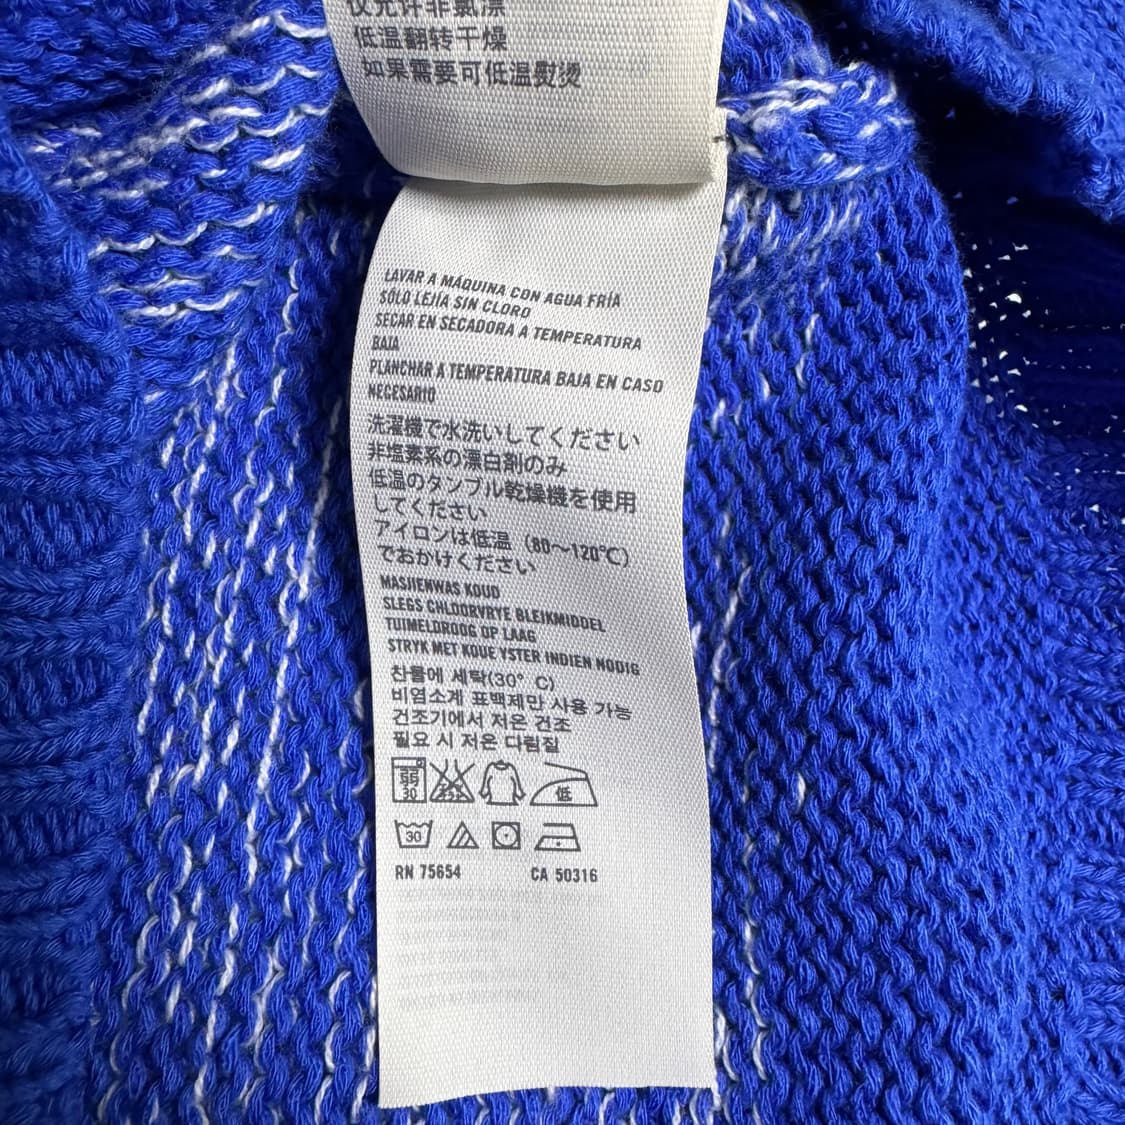 仅允许非氯漂
低温翻转干燥
如果需要可低温熨烫
LAVAR A MÁQUINA CON AGUA FRÍA
SÓLO LEJÍA SIN CLORO
SECAR EN SECADORA A TEMPERATURA
BAJA
PLANCHAR A TEMPERATURA BAJA EN CASO
NECESARIO
洗濯機で水洗いしてください
非塩素系の漂白剤のみ
低温のタンブル乾燥機を使用
してください
アイロンは低温（80～120℃）
でおかけください
MASJIENWAS KOUD
SLEGS CHLOORVRYE BLEIKMIDDEL
TUIMELDROOG OP LAAG
STRYK MET KOUE YSTER INDIEN NODIG
찬물에 세탁(30° C)
비염소계 표백제만 사용 가능
건조기에서 저은 건조
필요 시 저은 다림질
弱 30 低
30
RN 75654 CA 50316